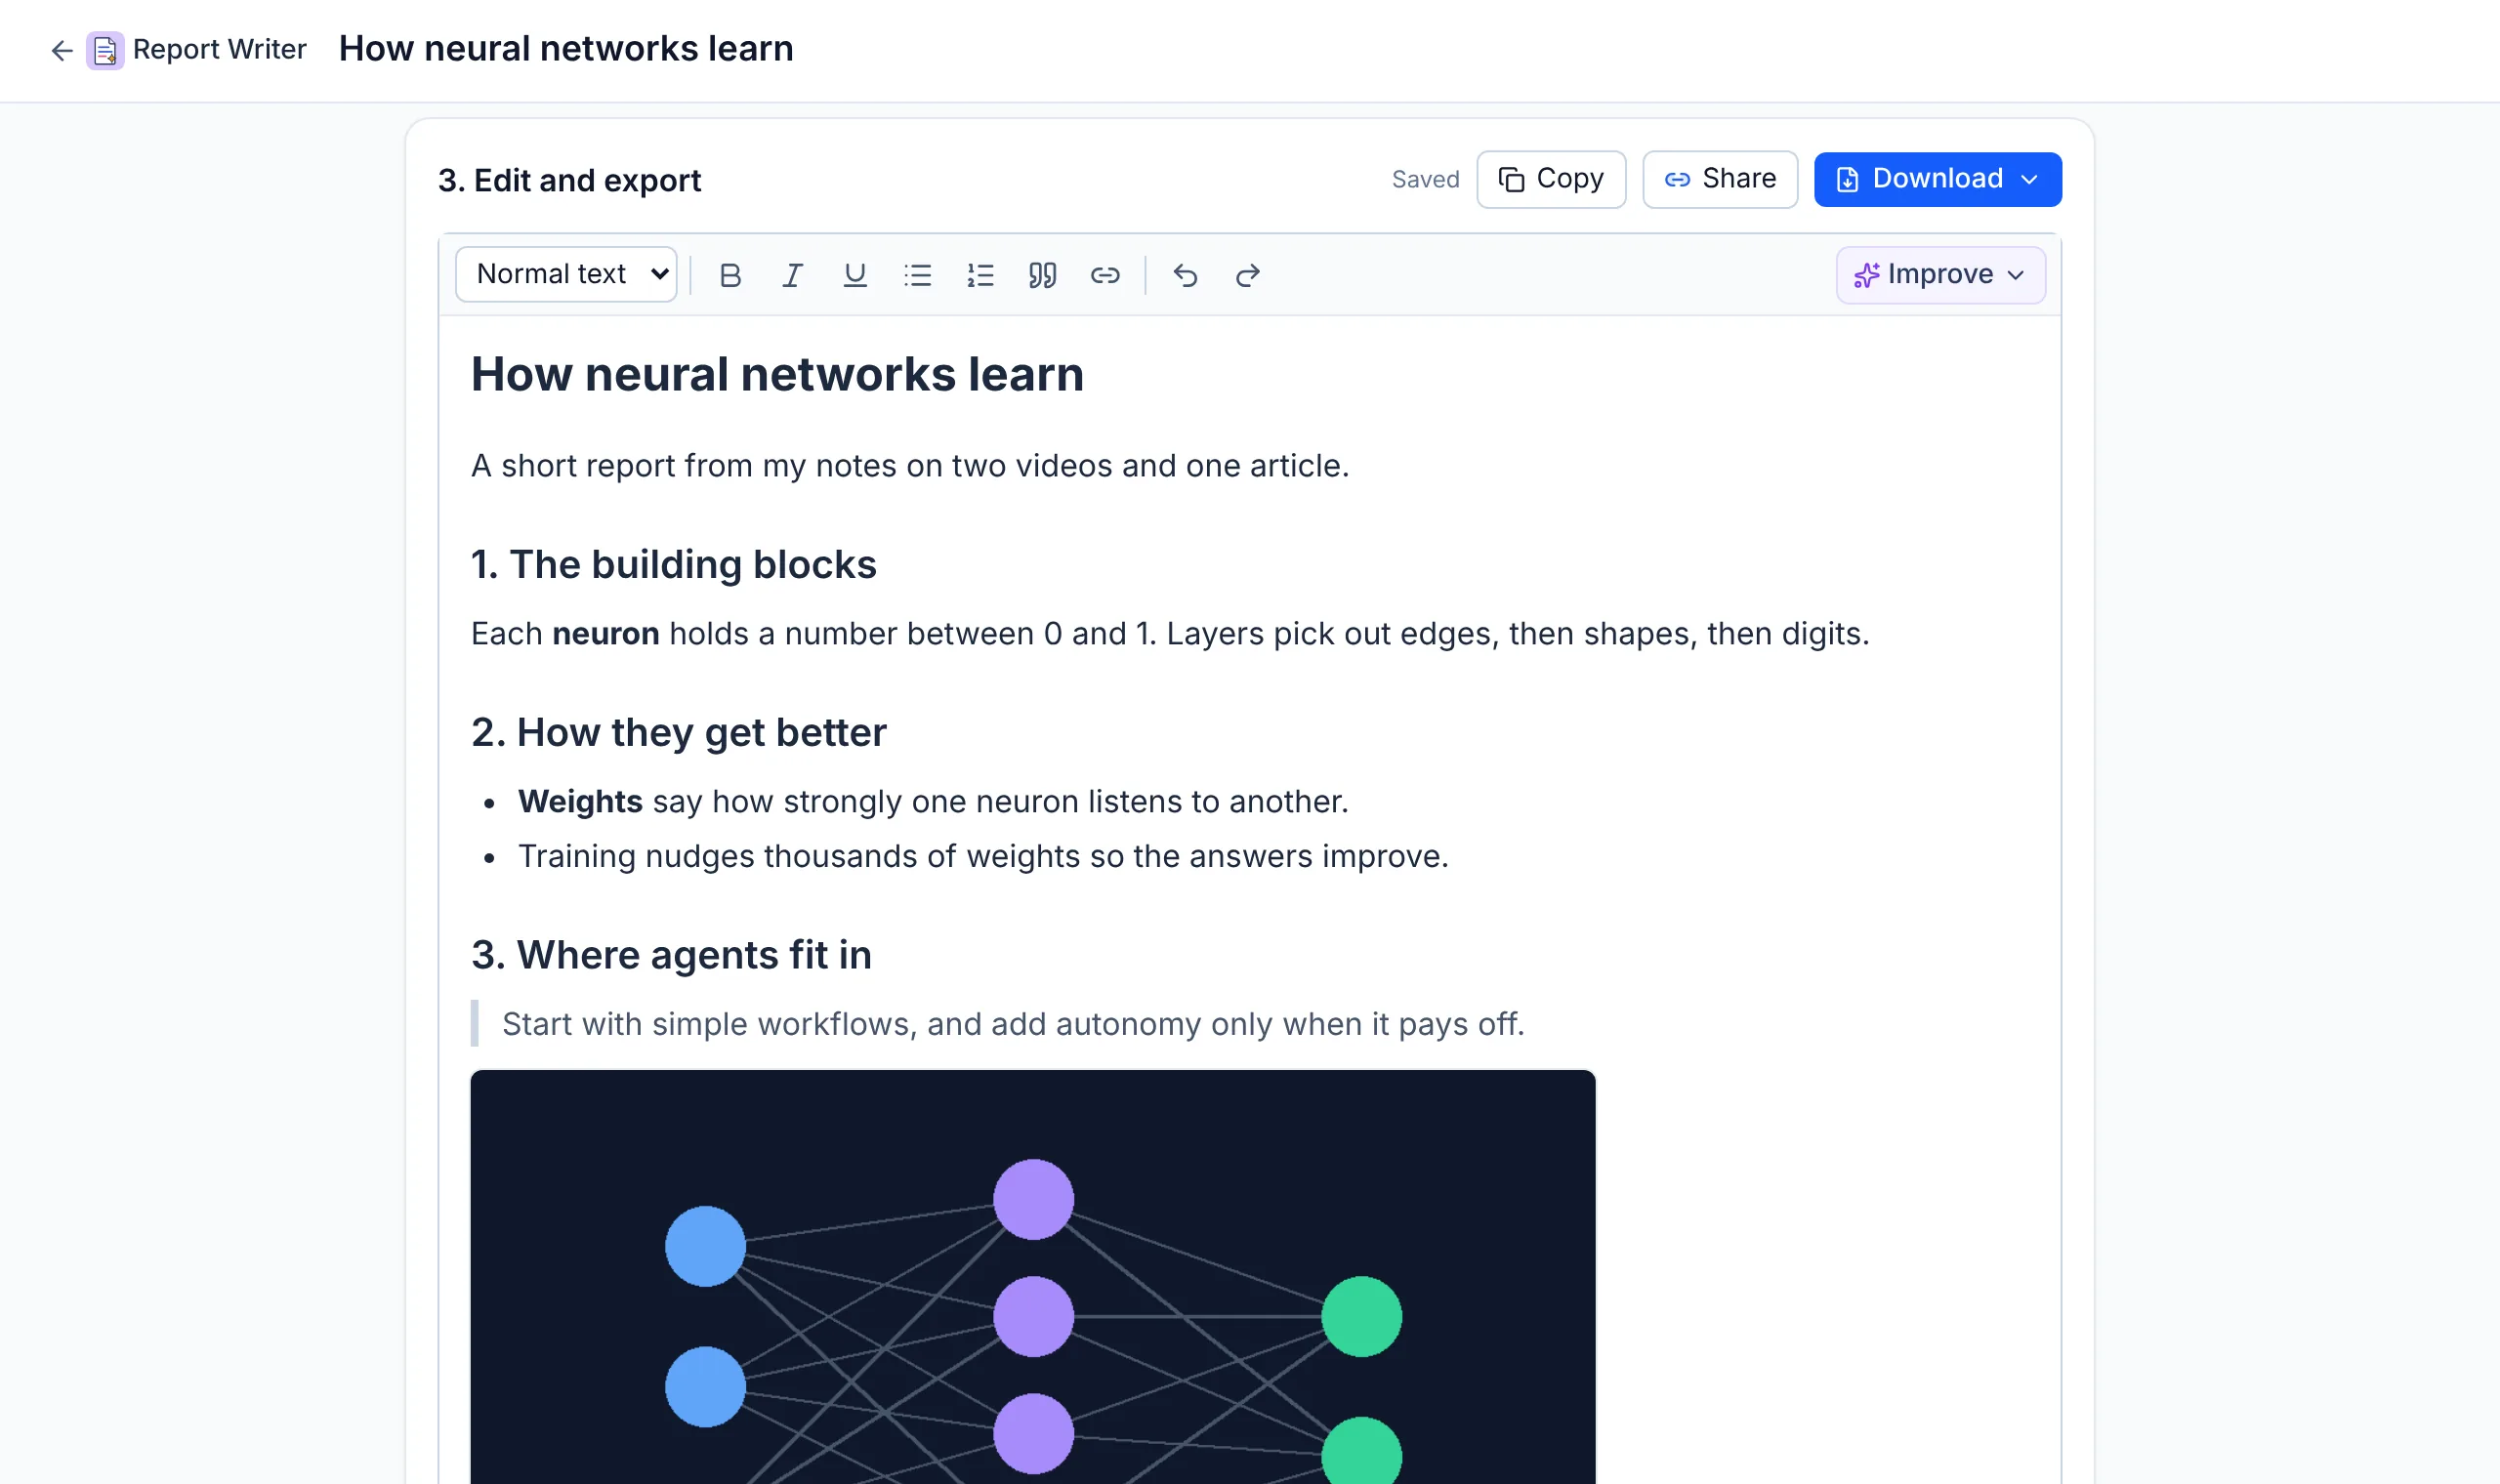 Report Writer How neural networks learn
3. Edit and export
Saved Copy Share Download
Normal text Improve
How neural networks learn
A short report from my notes on two videos and one article.
1. The building blocks
Each neuron holds a number between 0 and 1. Layers pick out edges, then shapes, then digits.
2. How they get better
• Weights say how strongly one neuron listens to another.
• Training nudges thousands of weights so the answers improve.
3. Where agents fit in
Start with simple workflows, and add autonomy only when it pays off.